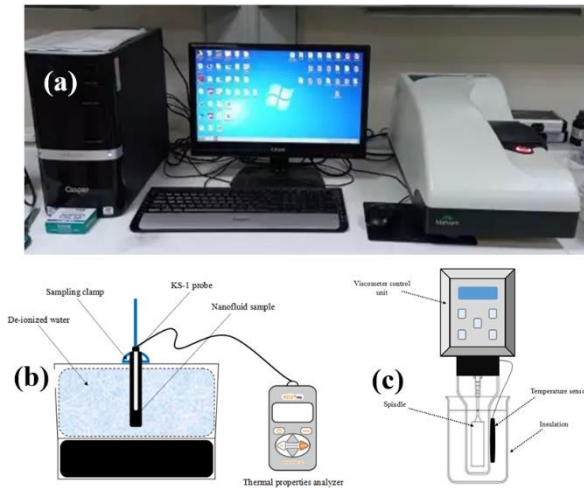 (a)
Casper
Malvern
Sampling clamp
KS-1 probe
De-ionized water
Nanofluid sample
(b)
Thermal properties analyzer
Viscometer control
unit
(c)
Spindle
Temperature senso
Insulation